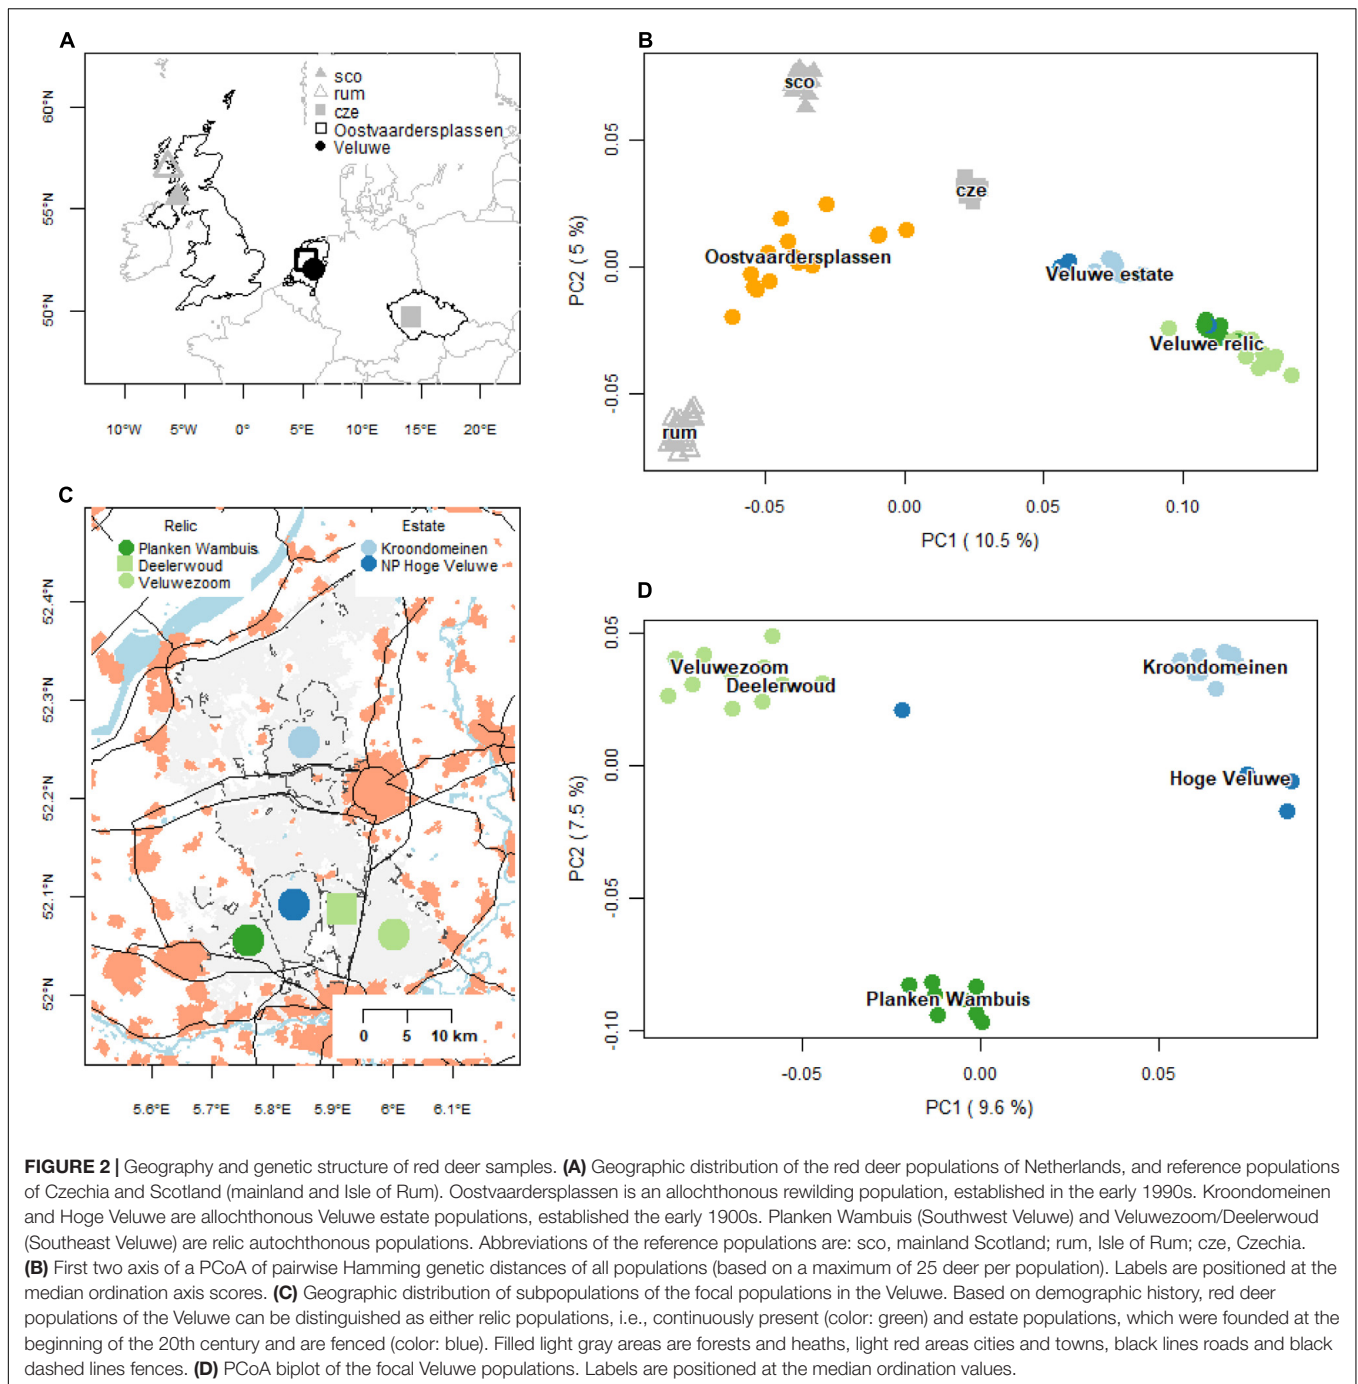 A
sco
rum
cze
Oostvaardersplassen
Veluwe
60°N
55°N
50°N
10°W 5°W 0° 5°E 10°E 15°E 20°E
B
sco
cze
Oostvaardersplassen
Veluwe estate
Veluwe relic
rum
PC2 ( 5 %)
0.05
0.00
-0.05
-0.05 0.00 0.05 0.10
PC1 ( 10.5 %)
C
Relic
Planken Wambuis
Deelerwoud
Veluwezoom
Estate
Kroondomeinen
NP Hoge Veluwe
52.4°N
52.3°N
52.2°N
52.1°N
52°N
0 5 10 km
5.6°E 5.7°E 5.8°E 5.9°E 6°E 6.1°E
D
Veluwezoom
Deelerwoud
Kroondomeinen
Hoge Veluwe
Planken Wambuis
PC2 ( 7.5 %)
0.05
0.00
-0.05
-0.10
-0.05 0.00 0.05
PC1 ( 9.6 %)
FIGURE 2 | Geography and genetic structure of red deer samples. (A) Geographic distribution of the red deer populations of Netherlands, and reference populations
of Czechia and Scotland (mainland and Isle of Rum). Oostvaardersplassen is an allochthonous rewilding population, established in the early 1990s. Kroondomeinen
and Hoge Veluwe are allochthonous Veluwe estate populations, established the early 1900s. Planken Wambuis (Southwest Veluwe) and Veluwezoom/Deelerwoud
(Southeast Veluwe) are relic autochthonous populations. Abbreviations of the reference populations are: sco, mainland Scotland; rum, Isle of Rum; cze, Czechia.
(B) First two axis of a PCoA of pairwise Hamming genetic distances of all populations (based on a maximum of 25 deer per population). Labels are positioned at the
median ordination axis scores. (C) Geographic distribution of subpopulations of the focal populations in the Veluwe. Based on demographic history, red deer
populations of the Veluwe can be distinguished as either relic populations, i.e., continuously present (color: green) and estate populations, which were founded at the
beginning of the 20th century and are fenced (color: blue). Filled light gray areas are forests and heaths, light red areas cities and towns, black lines roads and black
dashed lines fences. (D) PCoA biplot of the focal Veluwe populations. Labels are positioned at the median ordination values.